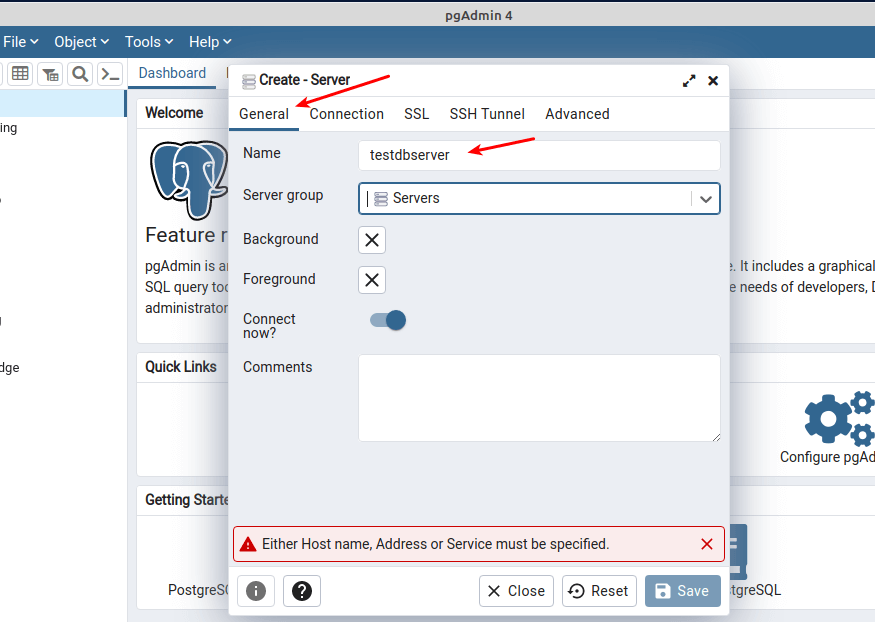 pgAdmin 4
File Object Tools Help
Dashboard
Create - Server
General Connection SSL SSH Tunnel Advanced
Name testdbserver
Server group Servers
Background
Foreground
Connect now?
Comments
Either Host name, Address or Service must be specified.
Close Reset Save
ing
dge
Welcome
Feature r
pgAdmin is a
SQL query too
administrator
e. It includes a graphical
e needs of developers, D
Quick Links
Configure pgAd
Getting Starte
PostgreSQ
tgreSQL